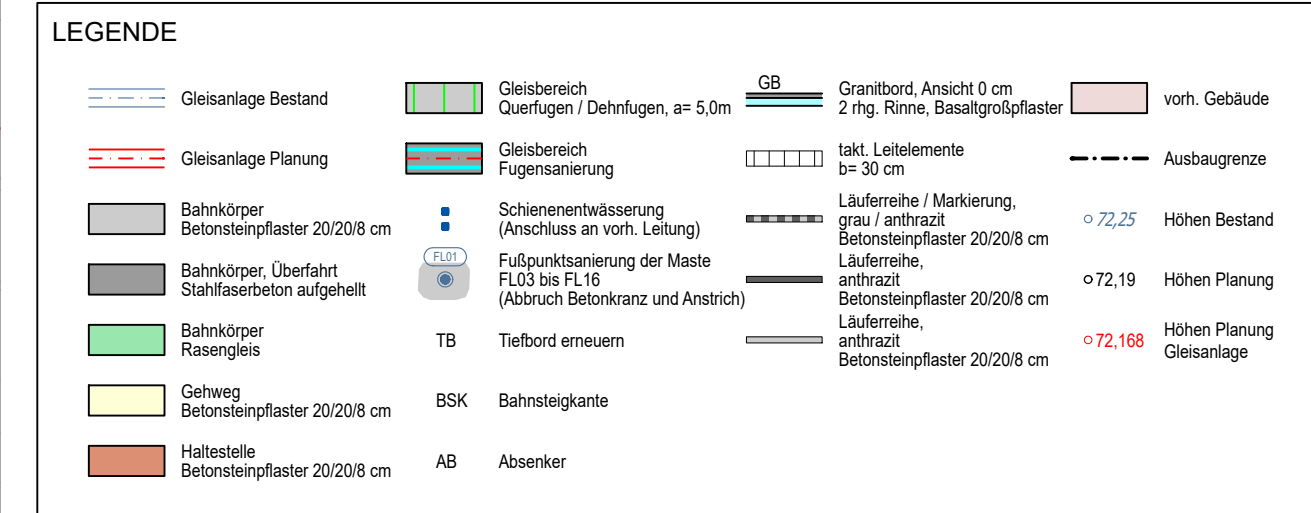 LEGENDE
Gleisanlage Bestand
Gleisanlage Planung
Bahnkörper
Betonsteinpflaster 20/20/8 cm
Bahnkörper, Überfahrt
Stahlfaserbeton aufgehellt
Bahnkörper
Rasengleis
Gehweg
Betonsteinpflaster 20/20/8 cm
Haltestelle
Betonsteinpflaster 20/20/8 cm
Gleisbereich
Querfugen / Dehnfugen, a= 5,0m
Gleisbereich
Fugensanierung
Schienenentwässerung
(Anschluss an vorh. Leitung)
FL01
Fußpunktsanierung der Maste
FL03 bis FL16
(Abbruch Betonkranz und Anstrich)
TB Tiefbord erneuern
BSK Bahnsteigkante
AB Absenker
GB
Granitbord, Ansicht 0 cm
2 rhg. Rinne, Basaltgroßpflaster
takt. Leitelemente
b= 30 cm
Läuferreihe / Markierung,
grau / anthrazit
Betonsteinpflaster 20/20/8 cm
Läuferreihe,
anthrazit
Betonsteinpflaster 20/20/8 cm
Läuferreihe,
anthrazit
Betonsteinpflaster 20/20/8 cm
vorh. Gebäude
Ausbaugrenze
72,25 Höhen Bestand
72,19 Höhen Planung
72,168 Höhen Planung
Gleisanlage